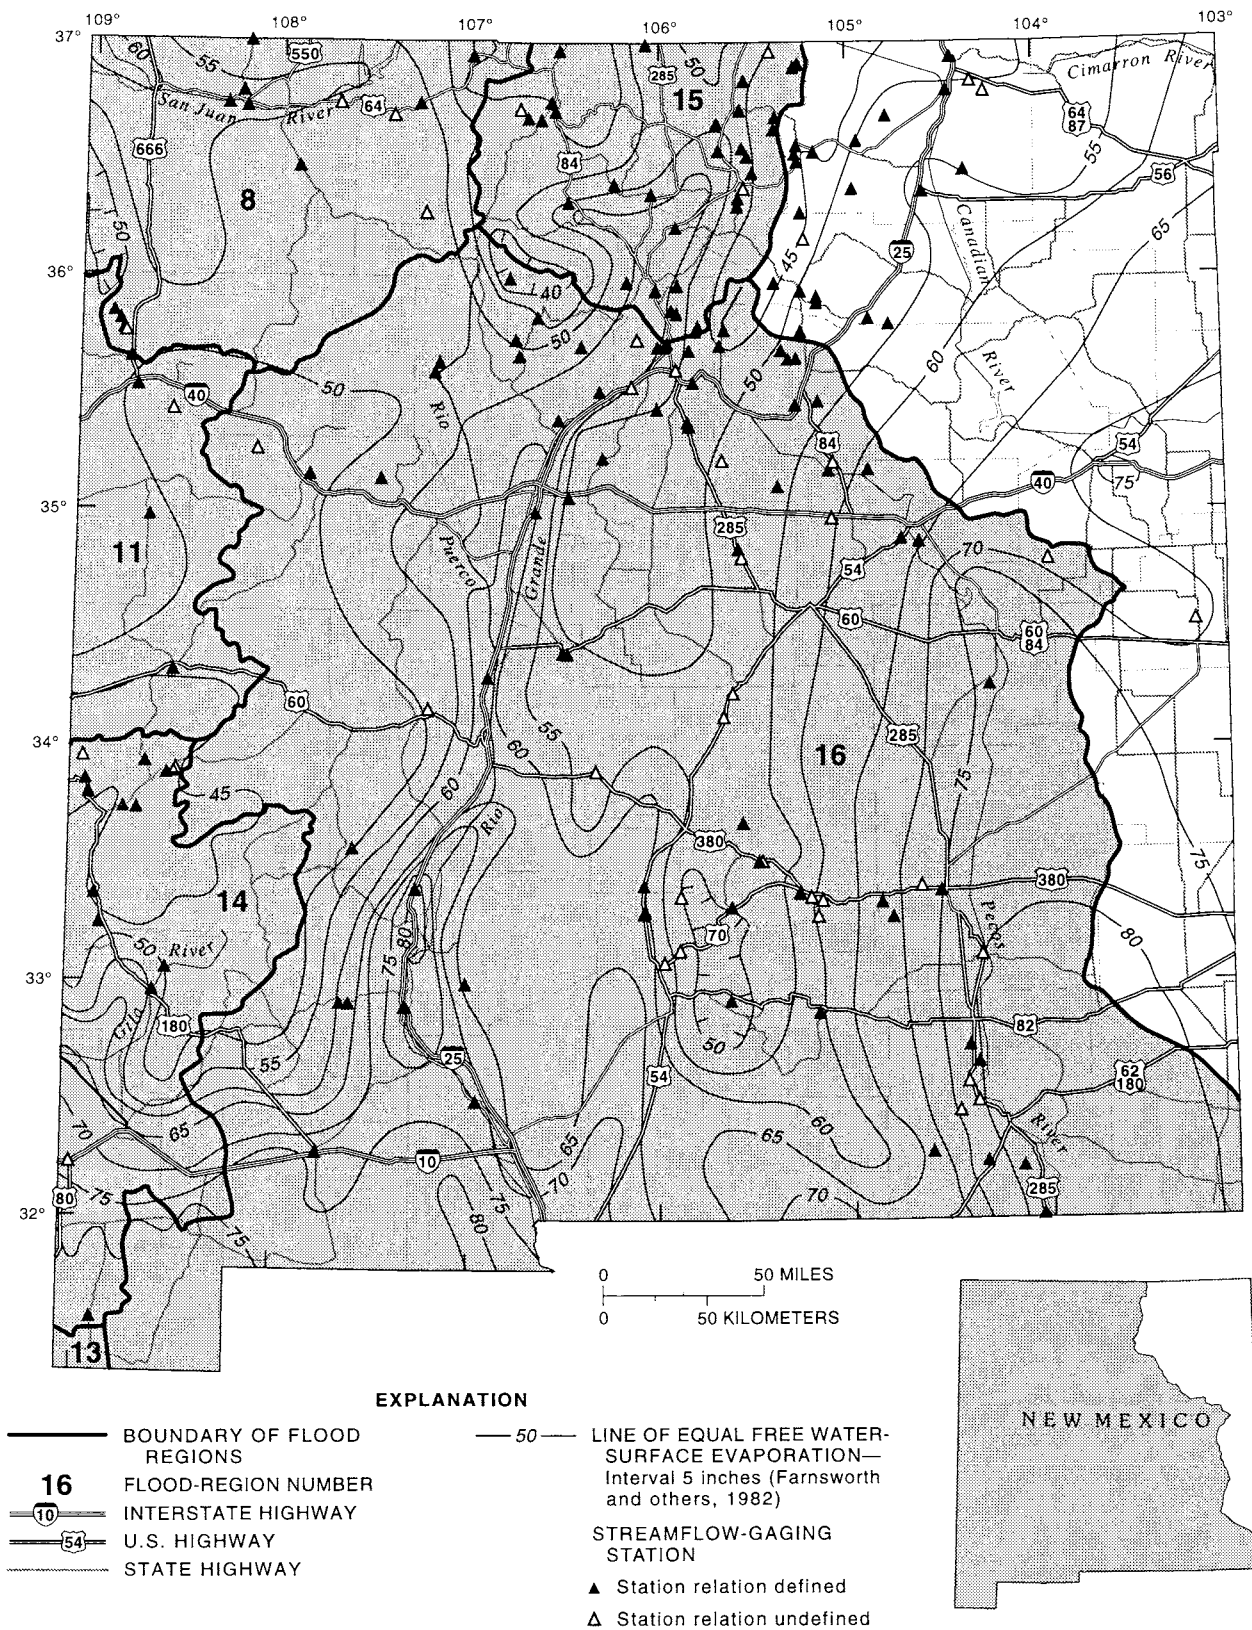 109° 108° 107° 106° 105° 104° 103°
37°
60
55
550
50
285
15
Cimarron River
San Juan River
64
64
87
666
84
55
56
8
50
65
Canadian
25
45
36°
40
50
60
River
50
50
40
Rio
84
54
40
75
35°
11
285
Puerco
Grande
54
70
60
60
84
60
55
60
285
34°
16
75
45
60
Rio
380
75
380
14
Pecos
70
80
50
River
80
75
33°
Gila
180
50
82
55
25
54
62
180
70
65
65
65
60
River
10
80
75
70
70
285
75
80
32°
75
0 50 MILES
0 50 KILOMETERS
13
NEW MEXICO
EXPLANATION
BOUNDARY OF FLOOD
REGIONS
16 FLOOD-REGION NUMBER
10 INTERSTATE HIGHWAY
54 U.S. HIGHWAY
STATE HIGHWAY
50 LINE OF EQUAL FREE WATER-
SURFACE EVAPORATION—
Interval 5 inches (Farnsworth
and others, 1982)
STREAMFLOW-GAGING
STATION
Station relation defined
Station relation undefined